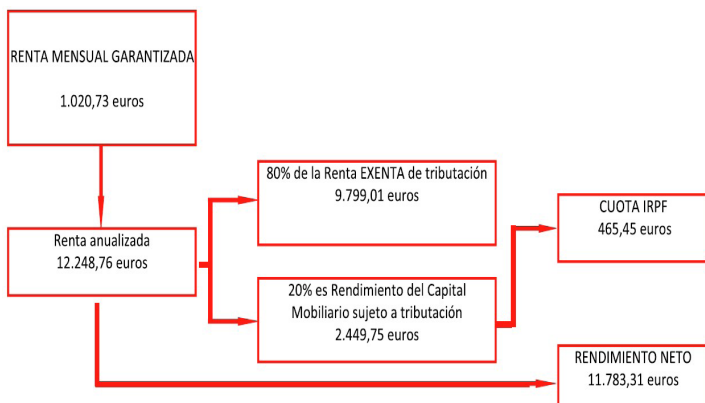 RENTA MENSUAL GARANTIZADA
1.020,73 euros
80% de la Renta EXENTA de tributación
9.799,01 euros
CUOTA IRPF
465,45 euros
Renta anualizada
12.248,76 euros
20% es Rendimiento del Capital
Mobiliario sujeto a tributación
2.449,75 euros
RENDIMIENTO NETO
11.783,31 euros